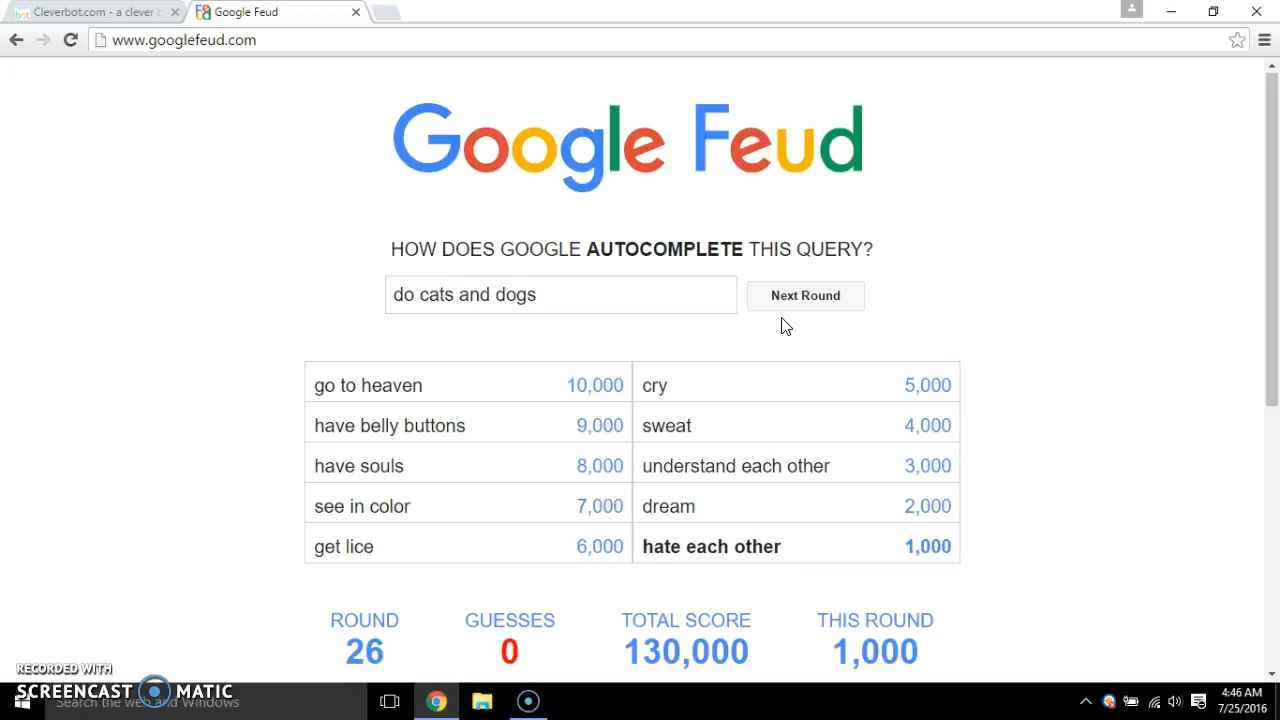 Cleverbot.com - a clever b
Google Feud
www.googlefeud.com
Google Feud
HOW DOES GOOGLE AUTOCOMPLETE THIS QUERY?
do cats and dogs
Next Round
go to heaven 10,000 cry 5,000
have belly buttons 9,000 sweat 4,000
have souls 8,000 understand each other 3,000
see in color 7,000 dream 2,000
get lice 6,000 hate each other 1,000
ROUND GUESSES TOTAL SCORE THIS ROUND
26 0 130,000 1,000
RECORDED WITH
SCREENCAST MATIC
Search the web and Windows
4:46 AM
7/25/2016